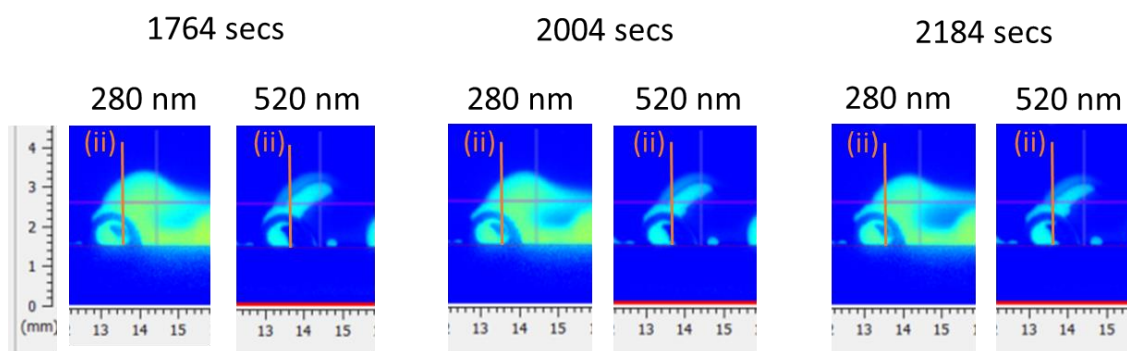 1764 secs
2004 secs
2184 secs
280 nm
520 nm
280 nm
520 nm
280 nm
520 nm
(ii)
(ii)
(ii)
(ii)
(ii)
(ii)
4
3
2
1
0
(mm)
13 14 15
13 14 15
13 14 15
13 14 15
13 14 15
13 14 15